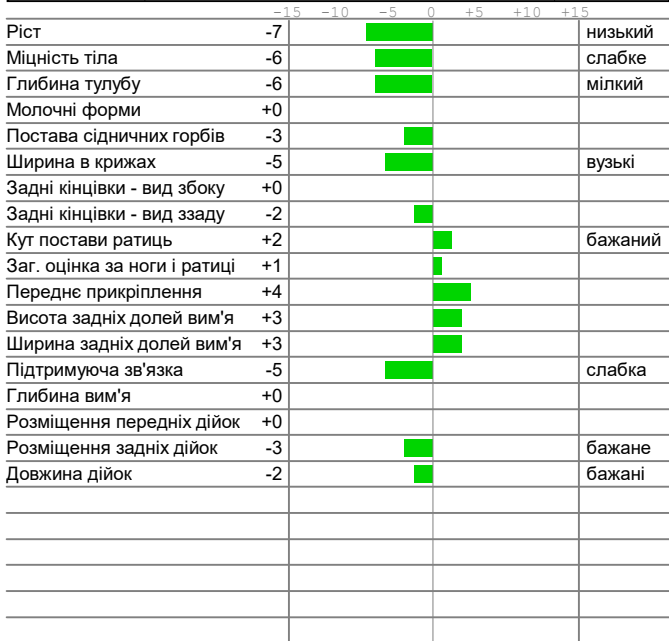 -15 -10 -5 0 +5 +10 +15
Ріст -7 низький
Міцність тіла -6 слабке
Глибина тулубу -6 мілкий
Молочні форми +0
Постава сідничних горбів -3
Ширина в крижах -5 вузькі
Задні кінцівки - вид збоку +0
Задні кінцівки - вид ззаду -2
Кут постави ратиць +2 бажаний
Заг. оцінка за ноги і ратиці +1
Переднє прикріплення +4
Висота задніх долей вим'я +3
Ширина задніх долей вим'я +3
Підтримуюча зв'язка -5 слабка
Глибина вим'я +0
Розміщення передніх дійок +0
Розміщення задніх дійок -3 бажане
Довжина дійок -2 бажані